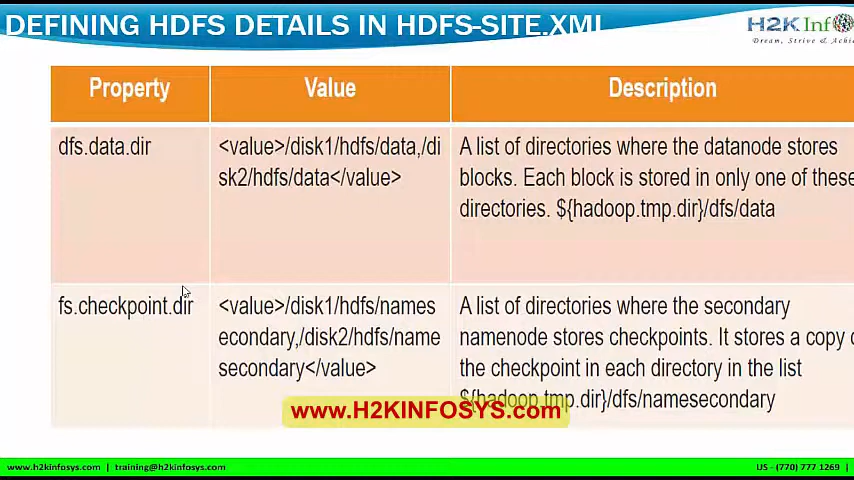 DEFINING HDFS DETAILS IN HDFS-SITE.XML
H2K Infosys
Dream, Strive & Achieve
Property Value Description
dfs.data.dir
<value>/disk1/hdfs/data,/di
sk2/hdfs/data</value>
A list of directories where the datanode stores
blocks. Each block is stored in only one of these
directories. ${hadoop.tmp.dir}/dfs/data
fs.checkpoint.dir
<value>/disk1/hdfs/names
econdary,/disk2/hdfs/name
secondary</value>
A list of directories where the secondary
namenode stores checkpoints. It stores a copy
the checkpoint in each directory in the list
${hadoop.tmp.dir}/dfs/namesecondary
www.H2KINFOSYS.com
www.h2kinfosys.com | training@h2kinfosys.com
US - (770) 777 1269 |